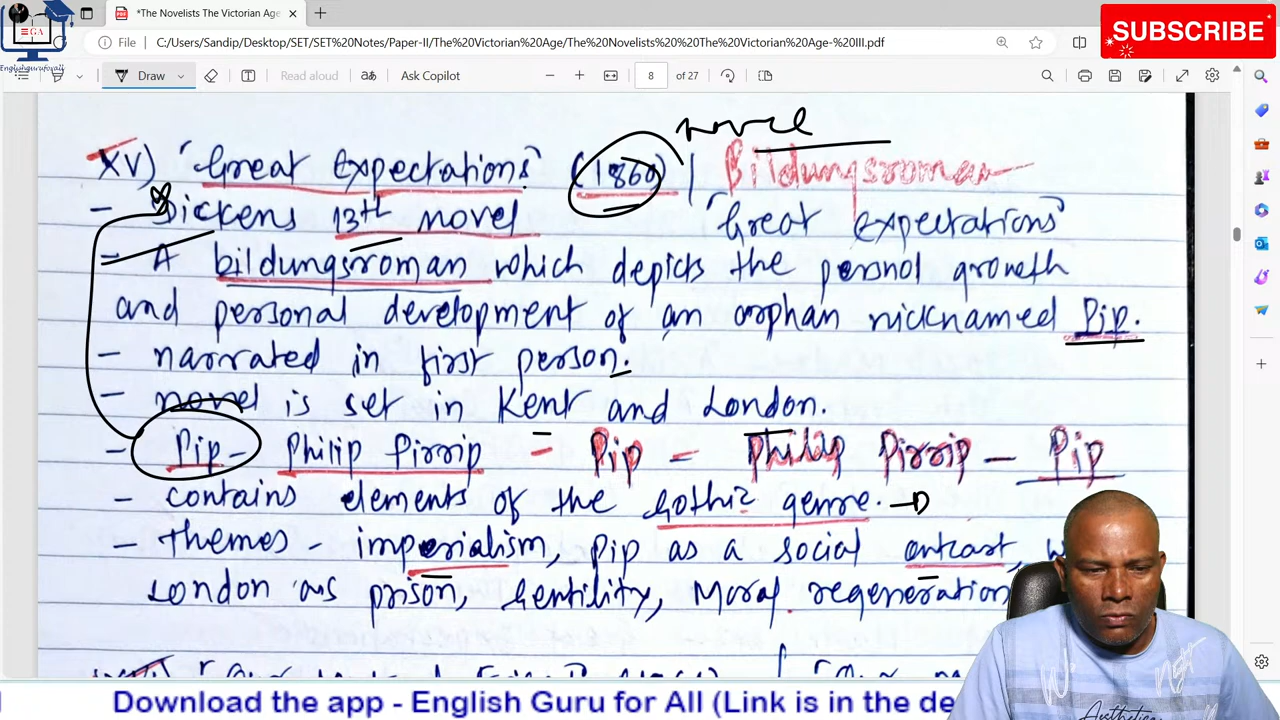 *The Novelists The Victorian Age
SUBSCRIBE
EGA
Englishguruforall
File
C:/Users/Sandip/Desktop/SET/SET%20Notes/Paper-II/The%20Victorian%20Age/The%20Novelists%20%20The%20Victorian%20Age-%20III.pdf
Draw
Read aloud
Ask Copilot
8
of 27
novel
XV) "Great Expectations" (1860) | Bildungsroman
- Dickens 13th novel "Great Expectations"
- A bildungsroman which depicts the personol growth
and personal development of an orphan nicknamed Pip.
- narrated in first person.
- novel is set in Kent and London.
- Pip - Philip Pirrip = Pip - Philip Pirrip - Pip
- contains elements of the Gothic genre.
- themes - imperialism, pip as a social outcast,
London as prison, Gentility, Moral regeneration
Download the app - English Guru for All (Link is in the de